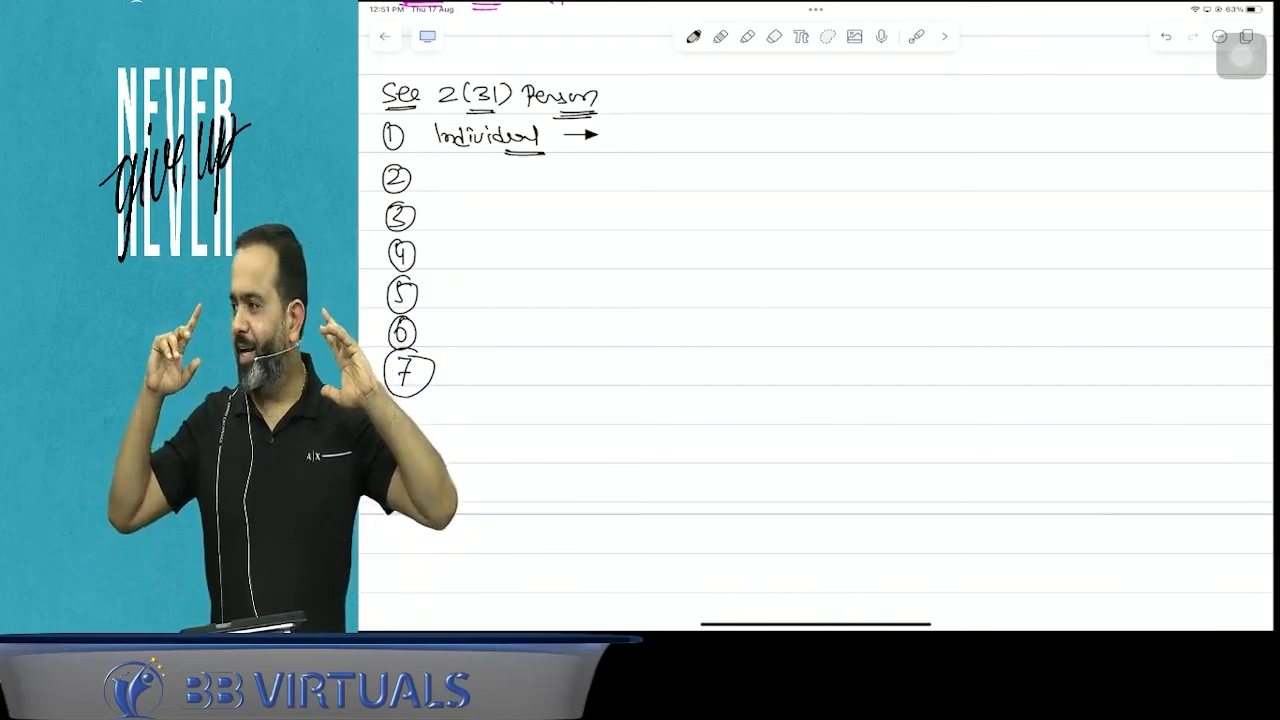 12:51 PM Thu 17 Aug
63%
NEVER
give up
NEVER
Sec 2(31) Person
① Individual →
②
③
④
⑤
⑥
⑦
A|X
BB VIRTUALS